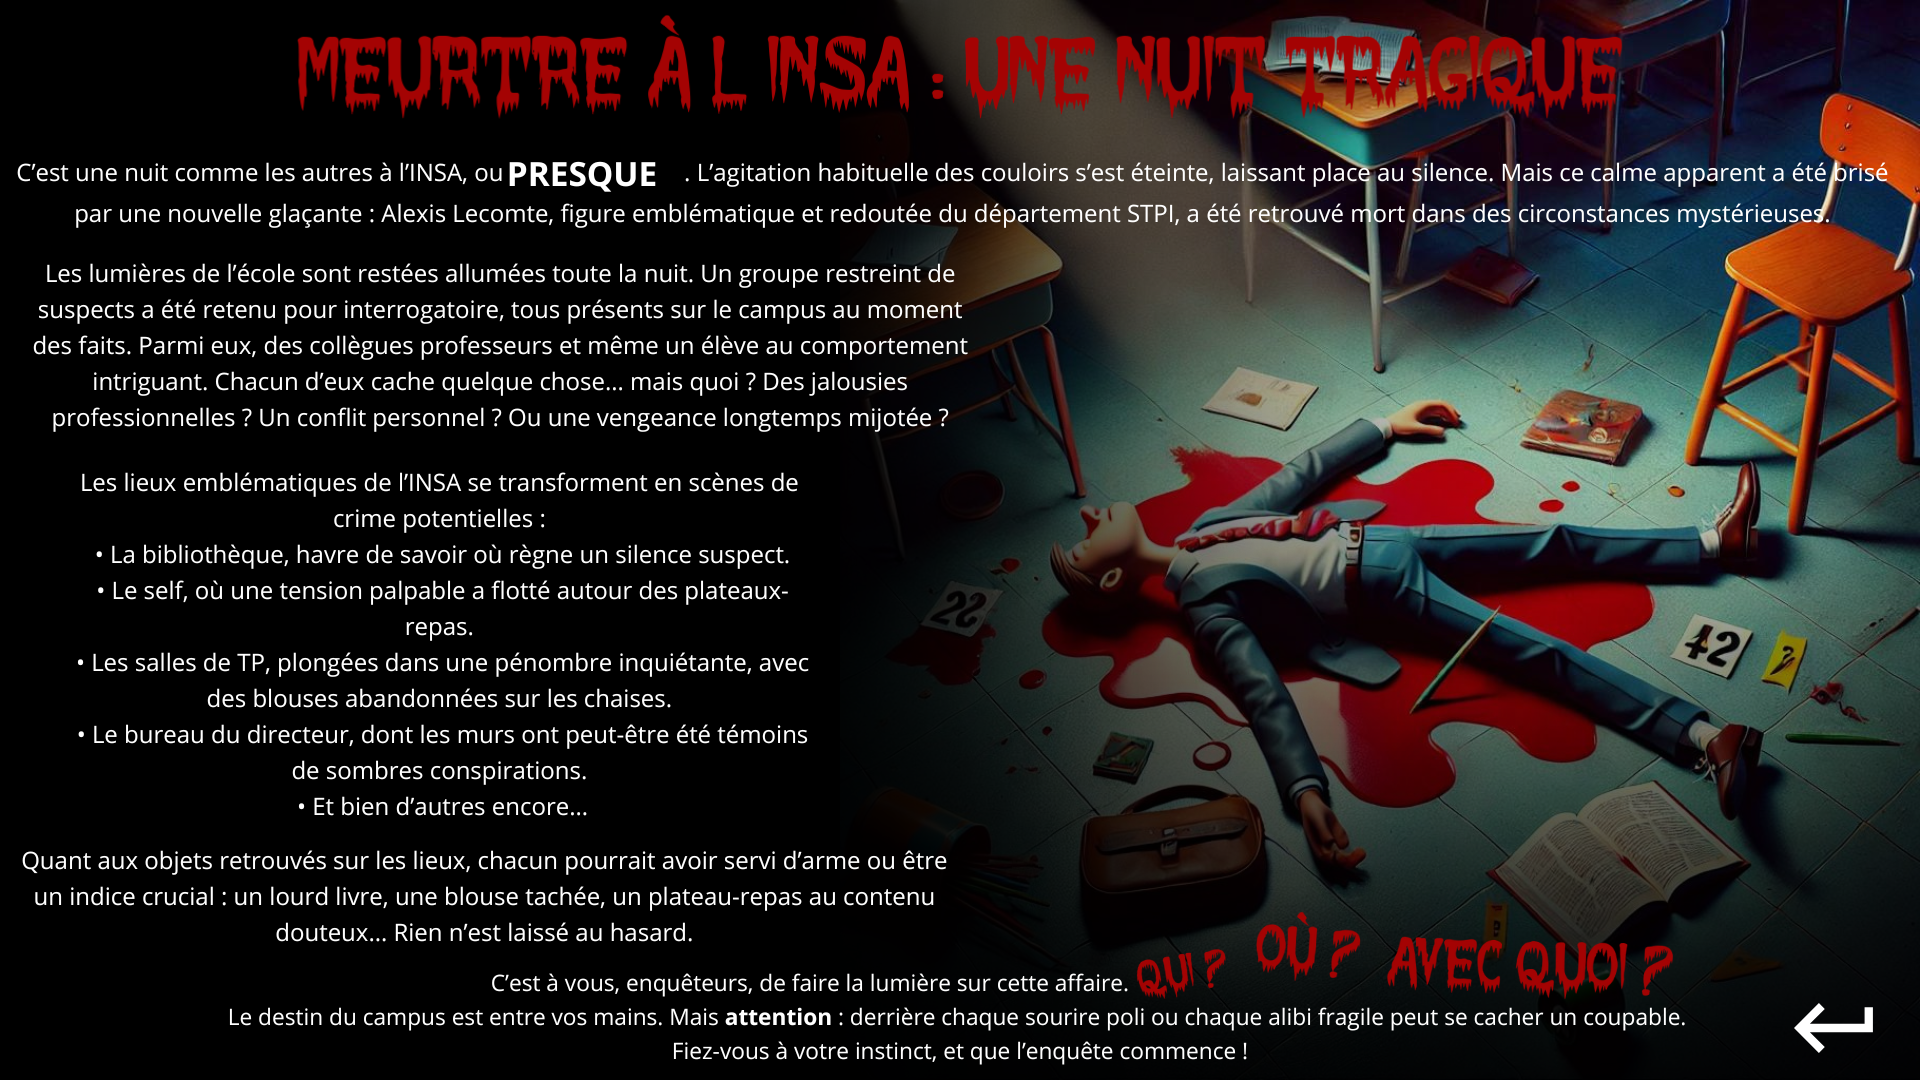 MEURTRE À L INSA : UNE NUIT TRAGIQUE
C’est une nuit comme les autres à l’INSA, ou PRESQUE . L’agitation habituelle des couloirs s’est éteinte, laissant place au silence. Mais ce calme apparent a été brisé
par une nouvelle glaçante : Alexis Lecomte, figure emblématique et redoutée du département STPI, a été retrouvé mort dans des circonstances mystérieuses.
Les lumières de l’école sont restées allumées toute la nuit. Un groupe restreint de
suspects a été retenu pour interrogatoire, tous présents sur le campus au moment
des faits. Parmi eux, des collègues professeurs et même un élève au comportement
intriguant. Chacun d’eux cache quelque chose… mais quoi ? Des jalousies
professionnelles ? Un conflit personnel ? Ou une vengeance longtemps mijotée ?
Les lieux emblématiques de l’INSA se transforment en scènes de
crime potentielles :
• La bibliothèque, havre de savoir où règne un silence suspect.
• Le self, où une tension palpable a flotté autour des plateaux-
repas.
• Les salles de TP, plongées dans une pénombre inquiétante, avec
des blouses abandonnées sur les chaises.
• Le bureau du directeur, dont les murs ont peut-être été témoins
de sombres conspirations.
• Et bien d’autres encore…
Quant aux objets retrouvés sur les lieux, chacun pourrait avoir servi d’arme ou être
un indice crucial : un lourd livre, une blouse tachée, un plateau-repas au contenu
douteux… Rien n’est laissé au hasard.
C’est à vous, enquêteurs, de faire la lumière sur cette affaire. QUI ? OÙ ? AVEC QUOI ?
Le destin du campus est entre vos mains. Mais attention : derrière chaque sourire poli ou chaque alibi fragile peut se cacher un coupable.
Fiez-vous à votre instinct, et que l’enquête commence !
42